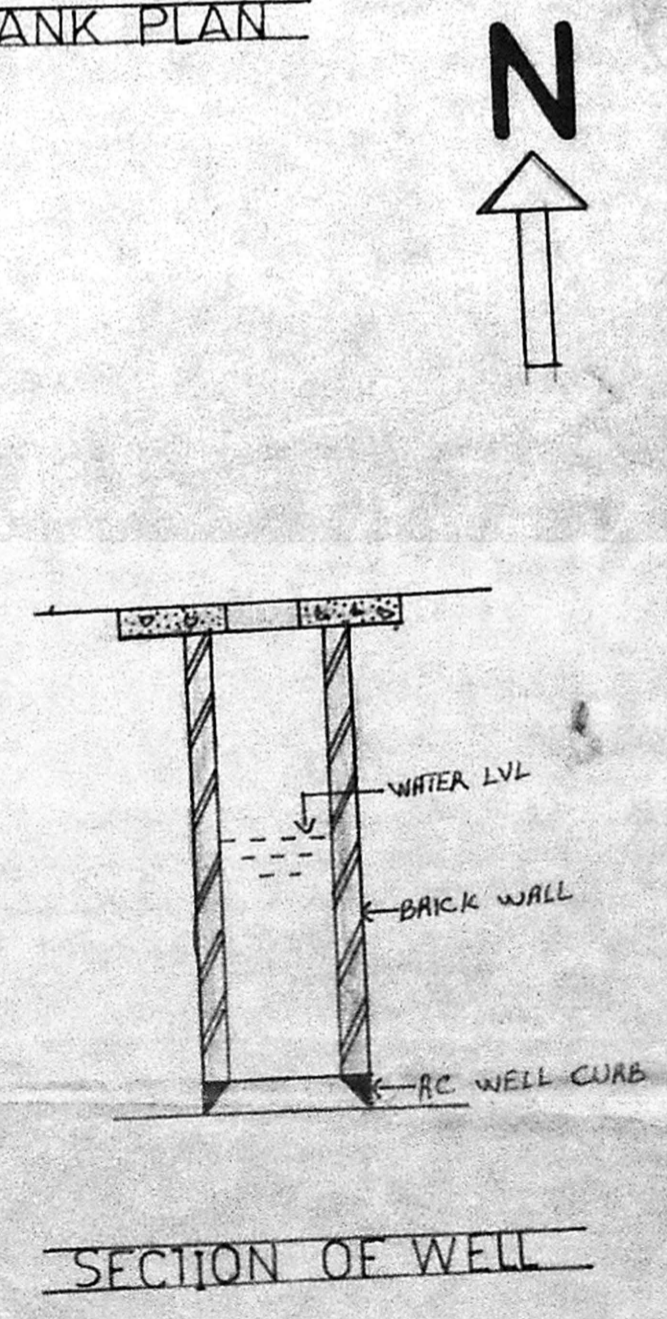 ANK PLAN
N
WATER LVL
BRICK WALL
RC WELL CURB
SECTION OF WELL